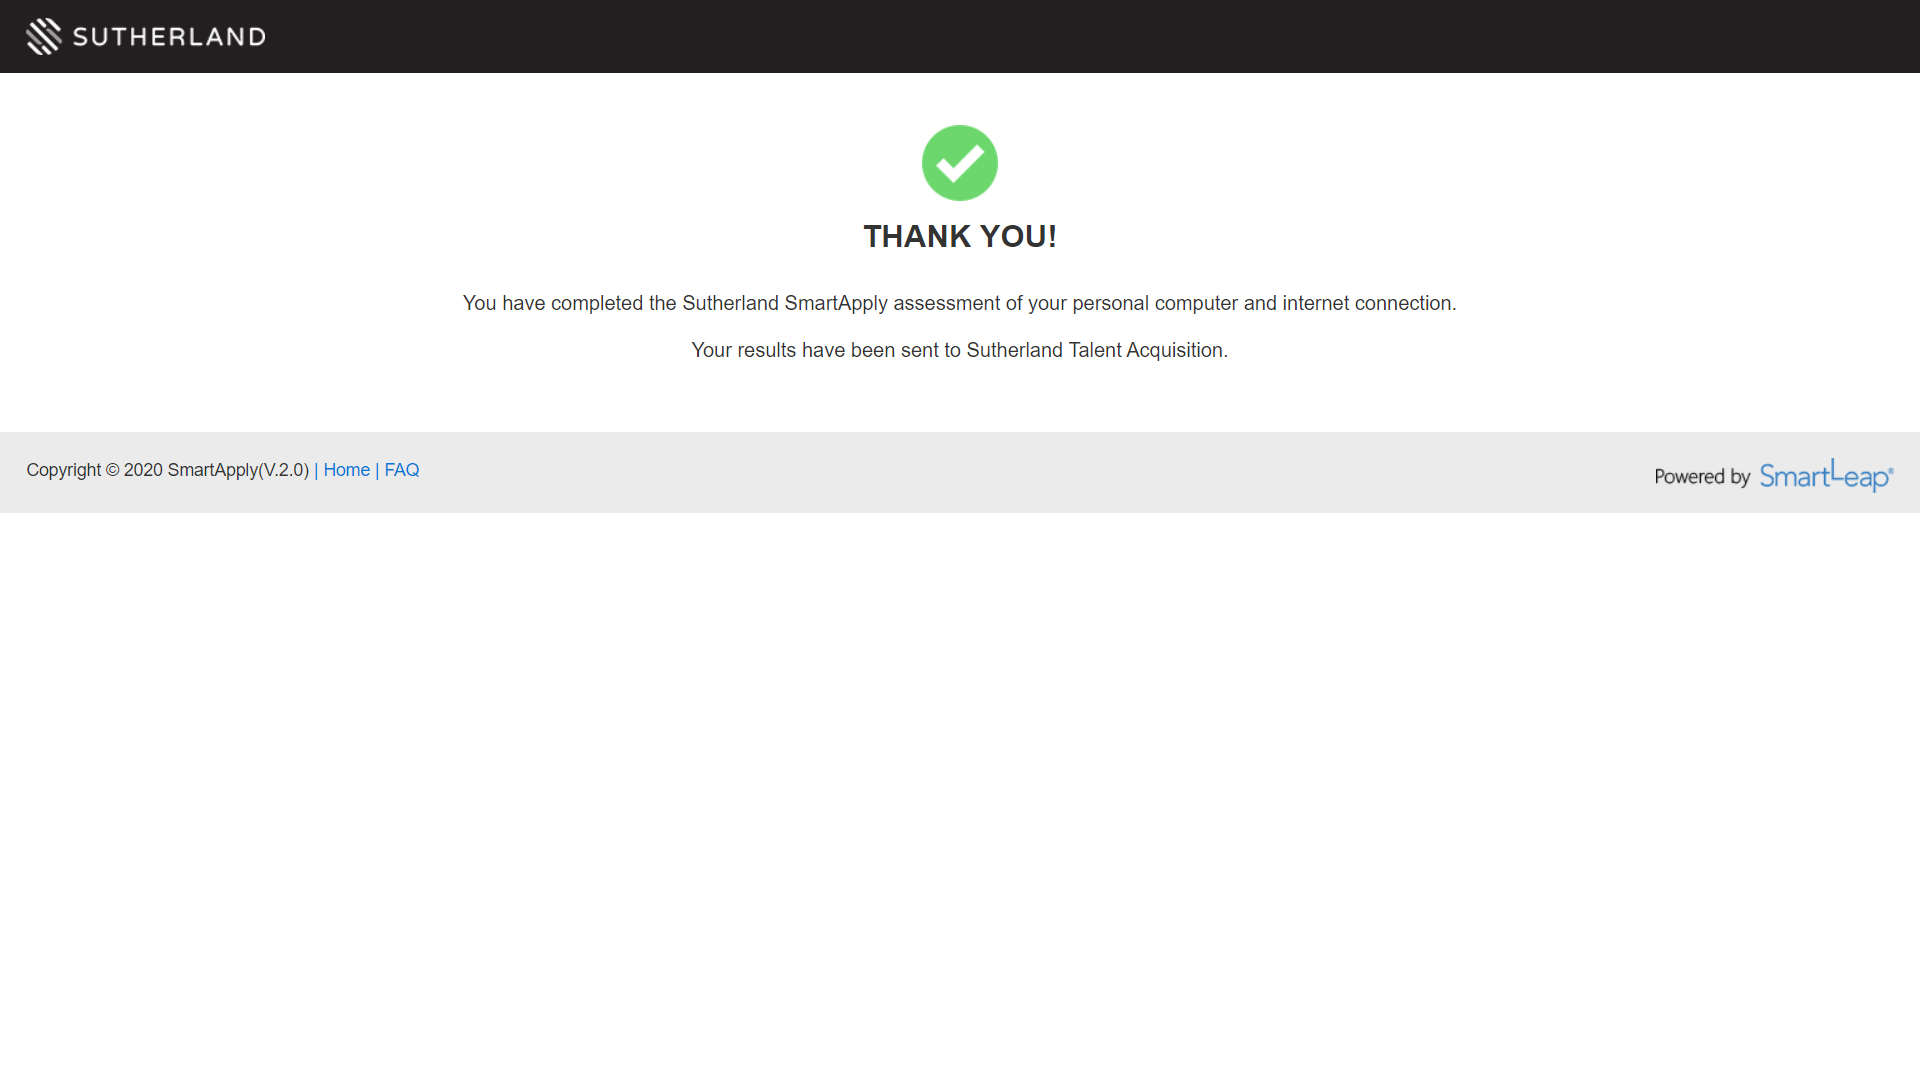 SUTHERLAND
THANK YOU!
You have completed the Sutherland SmartApply assessment of your personal computer and internet connection.
Your results have been sent to Sutherland Talent Acquisition.
Copyright © 2020 SmartApply(V.2.0) | Home | FAQ
Powered by SmartLeap®